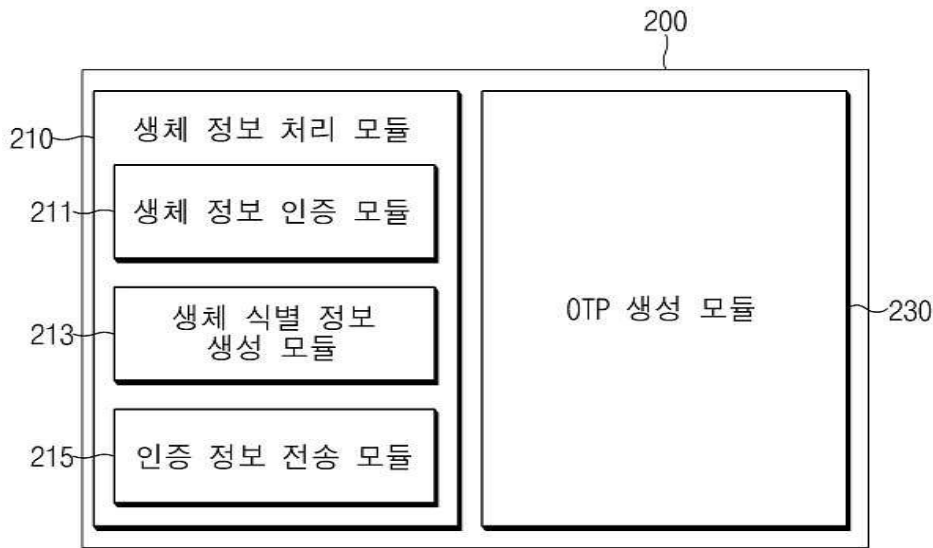 200
210
생체 정보 처리 모듈
211
생체 정보 인증 모듈
213
생체 식별 정보
생성 모듈
215
인증 정보 전송 모듈
OTP 생성 모듈
230